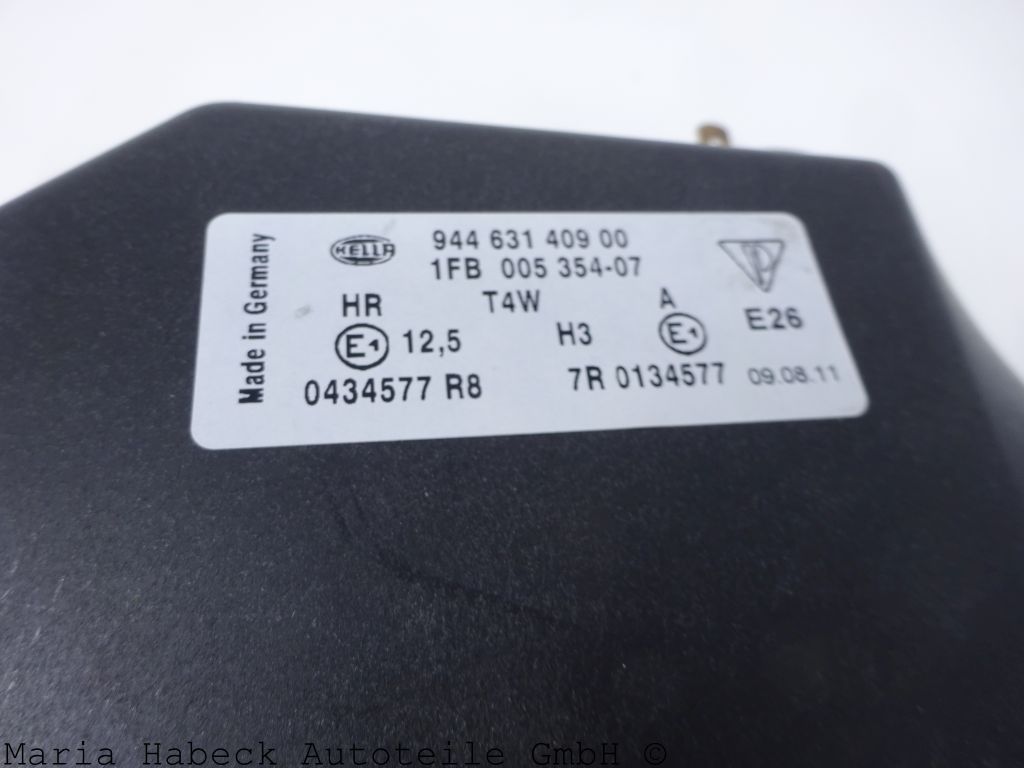 Made in Germany
HELLA
944 631 409 00
1FB 005 354-07
HR T4W A
E1 12,5 H3 E1 E26
0434577 R8 7R 0134577 09.08.11
Maria Habeck Autoteile GmbH ©